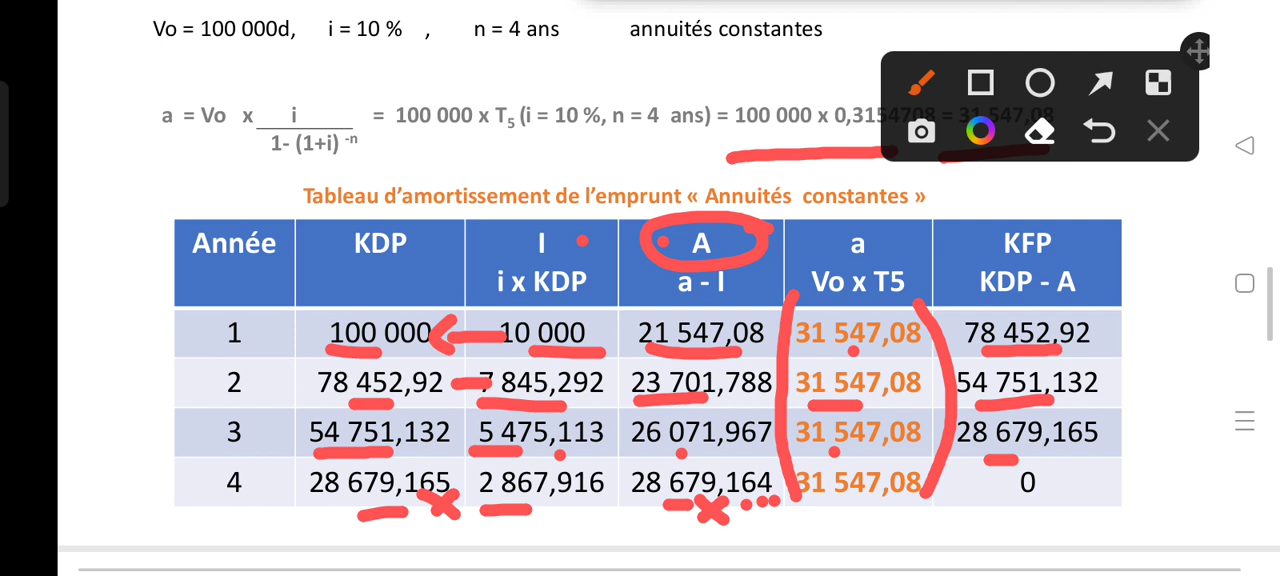 Vo = 100 000d, i = 10 % , n = 4 ans annuités constantes
a = Vo x i = 100 000 x T5 (i = 10 %, n = 4 ans) = 100 000 x 0,3154708 = 31 547,08
1- (1+i) -n
Tableau d’amortissement de l’emprunt « Annuités constantes »
Année KDP I A a KFP
i x KDP a - I Vo x T5 KDP - A
1 100 000 10 000 21 547,08 31 547,08 78 452,92
2 78 452,92 7 845,292 23 701,788 31 547,08 54 751,132
3 54 751,132 5 475,113 26 071,967 31 547,08 28 679,165
4 28 679,165 2 867,916 28 679,164 31 547,08 0